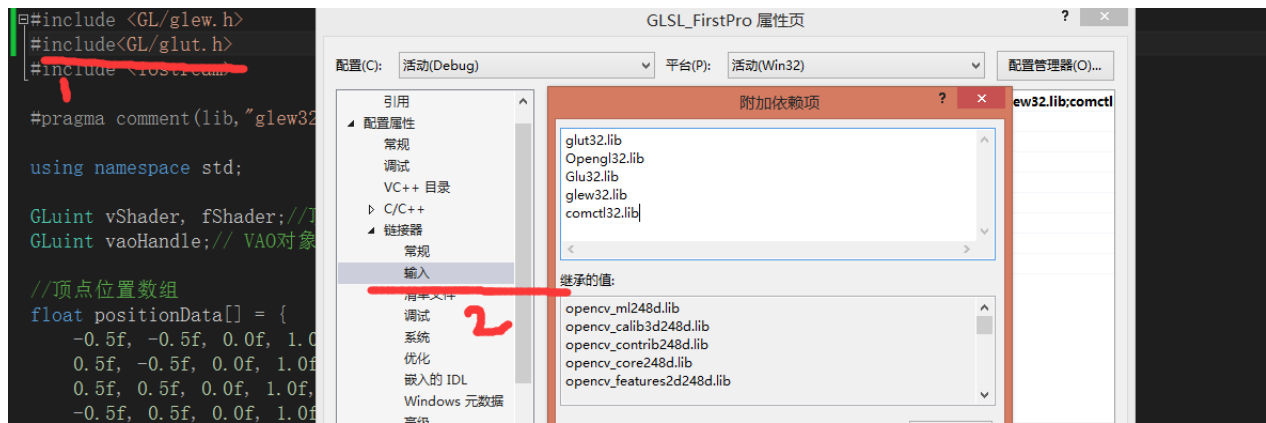 #include <GL/glew.h>
#include<GL/glut.h>
#include <iostream>
1
#pragma comment(lib,"glew32
using namespace std;
GLuint vShader, fShader;//
GLuint vaoHandle;// VAO对象
//顶点位置数组
float positionData[] = {
-0.5f, -0.5f, 0.0f, 1.0
0.5f, -0.5f, 0.0f, 1.0f
0.5f, 0.5f, 0.0f, 1.0f,
-0.5f, 0.5f, 0.0f, 1.0f
GLSL_FirstPro 属性页
? ×
配置(C): 活动(Debug) 平台(P): 活动(Win32) 配置管理器(O)...
引用
配置属性
常规
调试
VC++ 目录
C/C++
链接器
常规
输入
清单文件
2
调试
系统
优化
嵌入的 IDL
Windows 元数据
高级
ew32.lib;comctl
附加依赖项
? ×
glut32.lib
Opengl32.lib
Glu32.lib
glew32.lib
comctl32.lib
继承的值:
opencv_ml248d.lib
opencv_calib3d248d.lib
opencv_contrib248d.lib
opencv_core248d.lib
opencv_features2d248d.lib